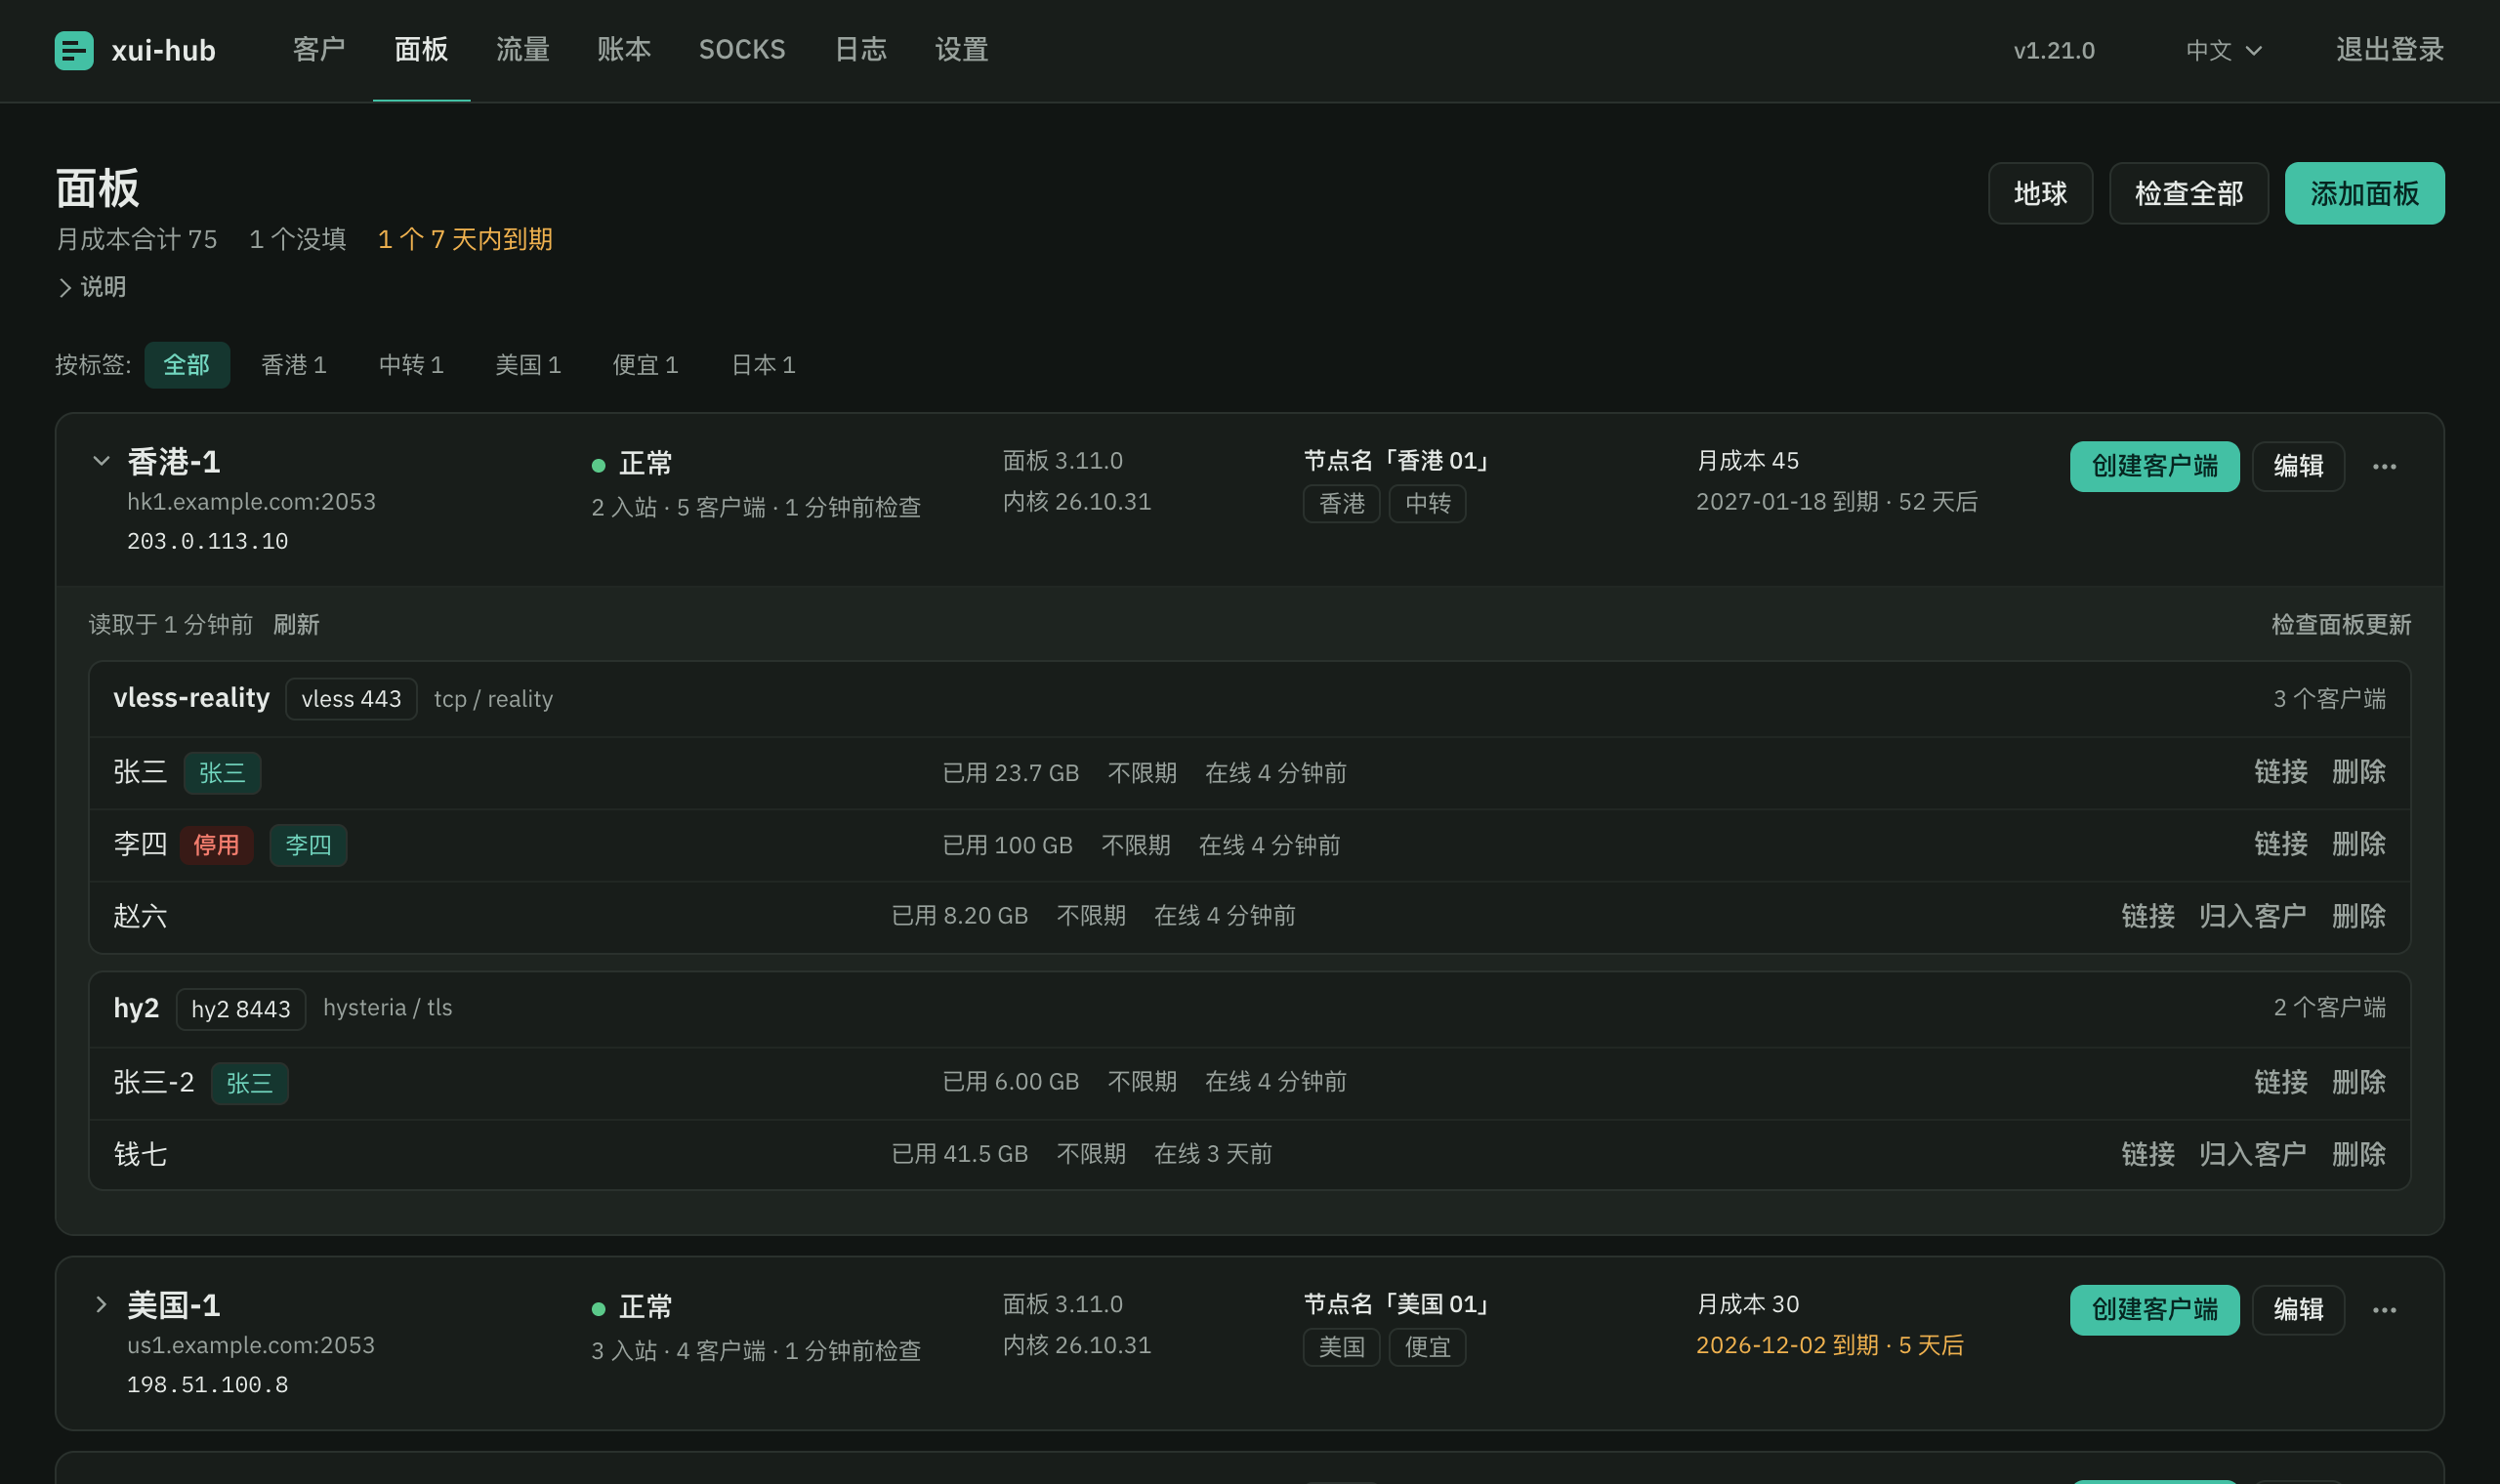 xui-hub 客户 面板 流量 账本 SOCKS 日志 设置 v1.21.0 中文 退出登录
面板 地球 检查全部 添加面板
月成本合计 75 1 个没填 1 个 7 天内到期
说明
按标签: 全部 香港 1 中转 1 美国 1 便宜 1 日本 1
香港-1 正常 面板 3.11.0 节点名「香港 01」 月成本 45 创建客户端 编辑 ···
hk1.example.com:2053 2 入站 · 5 客户端 · 1 分钟前检查 内核 26.10.31 香港 中转 2027-01-18 到期 · 52 天后
203.0.113.10
读取于 1 分钟前 刷新 检查面板更新
vless-reality vless 443 tcp / reality 3 个客户端
张三 张三 已用 23.7 GB 不限期 在线 4 分钟前 链接 删除
李四 停用 李四 已用 100 GB 不限期 在线 4 分钟前 链接 删除
赵六 已用 8.20 GB 不限期 在线 4 分钟前 链接 归入客户 删除
hy2 hy2 8443 hysteria / tls 2 个客户端
张三-2 张三 已用 6.00 GB 不限期 在线 4 分钟前 链接 删除
钱七 已用 41.5 GB 不限期 在线 3 天前 链接 归入客户 删除
美国-1 正常 面板 3.11.0 节点名「美国 01」 月成本 30 创建客户端 编辑 ···
us1.example.com:2053 3 入站 · 4 客户端 · 1 分钟前检查 内核 26.10.31 美国 便宜 2026-12-02 到期 · 5 天后
198.51.100.8